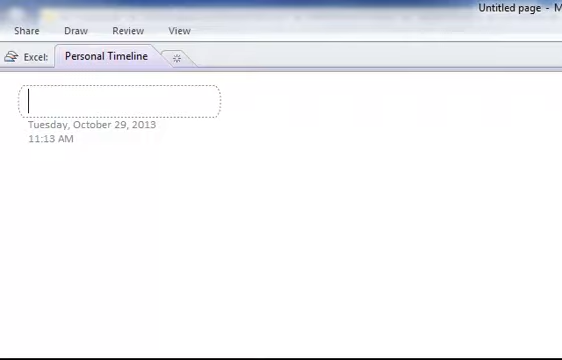 Untitled page - M
Share Draw Review View
Excel: Personal Timeline
Tuesday, October 29, 2013
11:13 AM